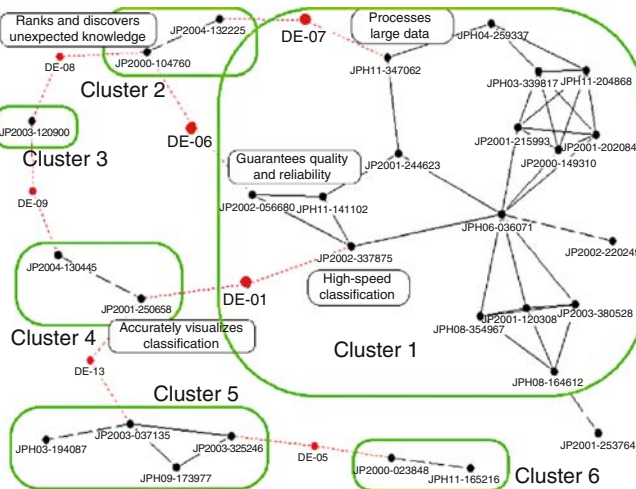 Ranks and discovers
unexpected knowledge
JP2004-132225
DE-07
Processes
large data
JPH04-259337
DE-08
JP2000-104760
JPH11-347062
JPH03-339817
JPH11-204868
Cluster 2
JP2003-120900
DE-06
JP2001-215993
JP2001-202084
JP2000-149310
Cluster 3
Guarantees quality
and reliability
JP2001-244623
DE-09
JP2002-056680
JPH11-141102
JPH06-036071
JP2004-130445
JP2002-337875
JP2002-220249
JP2001-250658
DE-01
High-speed
classification
Cluster 4
Accurately visualizes
classification
JPH08-354967
JP2001-120308
JP2003-380528
Cluster 1
DE-13
JPH08-164612
Cluster 5
JPH03-194087
JP2003-037135
JP2003-325246
JP2001-253764
DE-05
JP2000-023848
JPH09-173977
JPH11-165216
Cluster 6